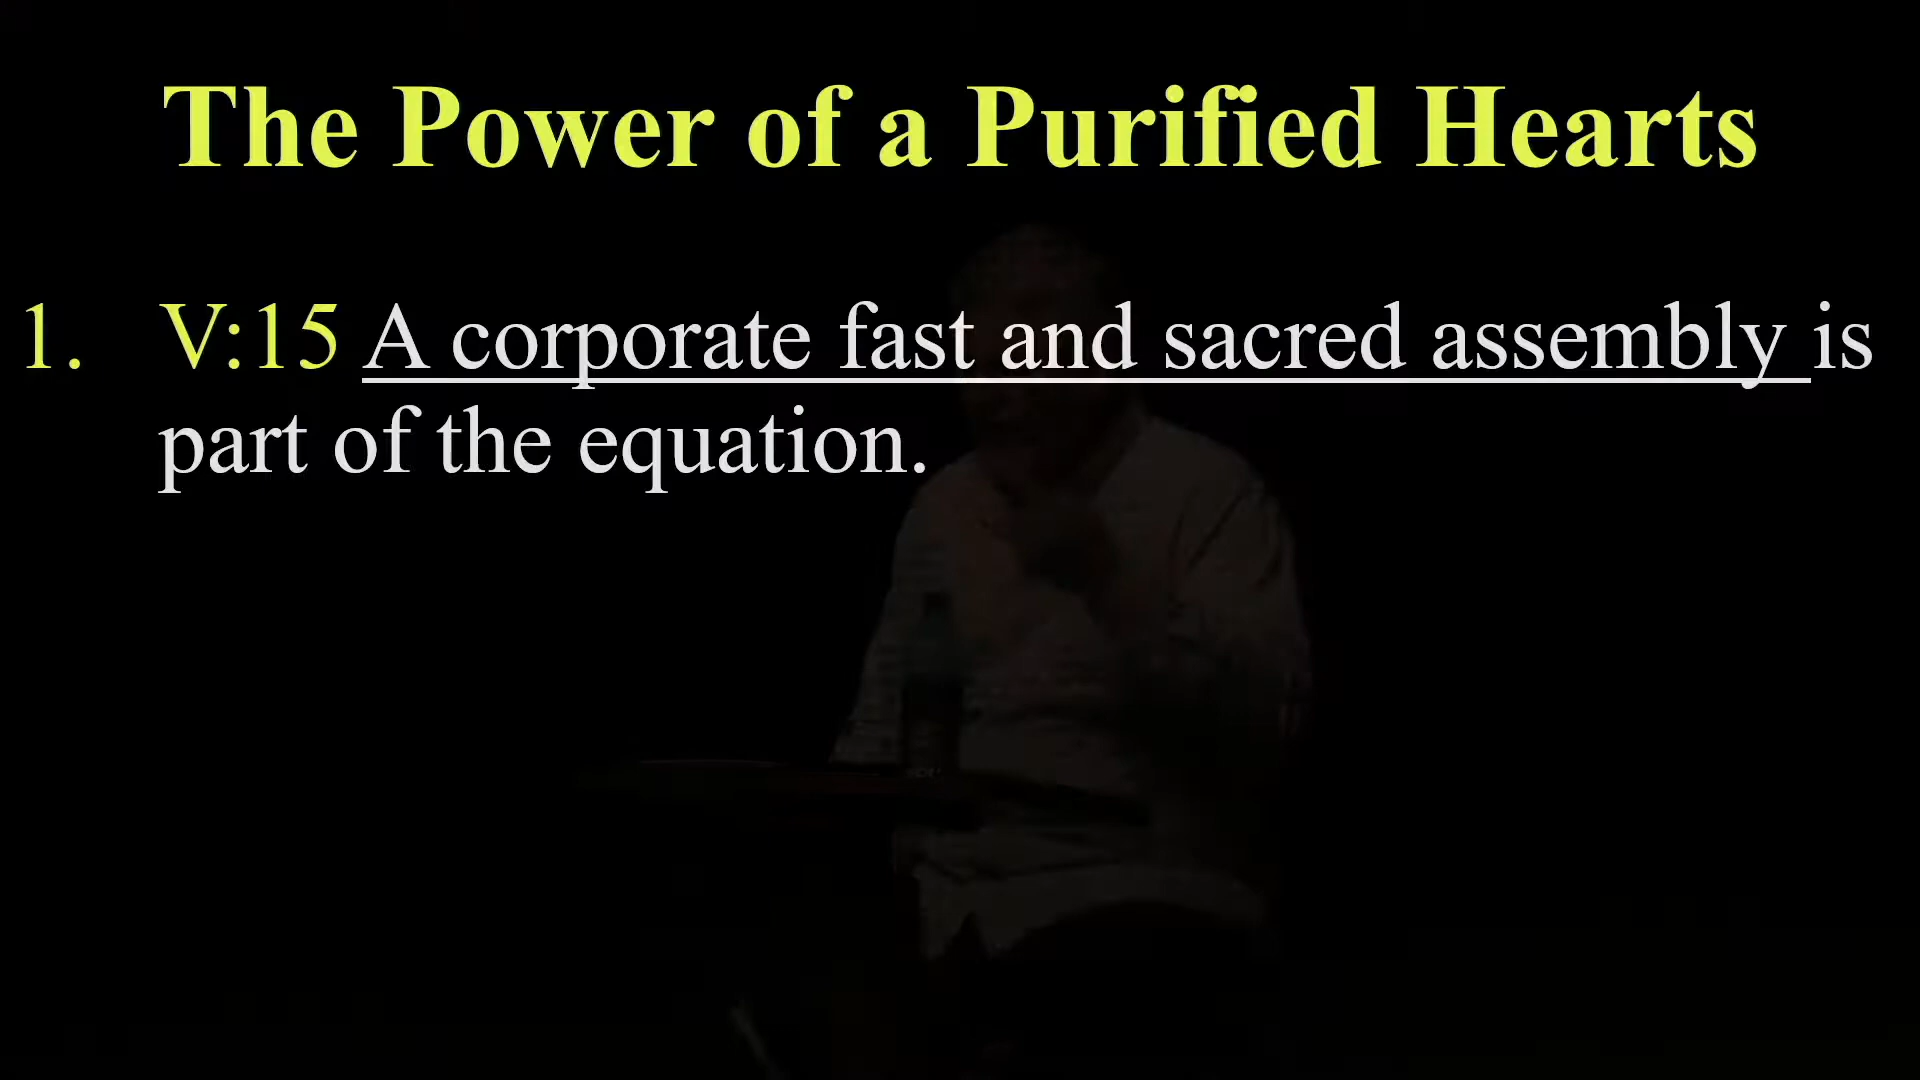 The Power of a Purified Hearts
1. V:15 A corporate fast and sacred assembly is
part of the equation.